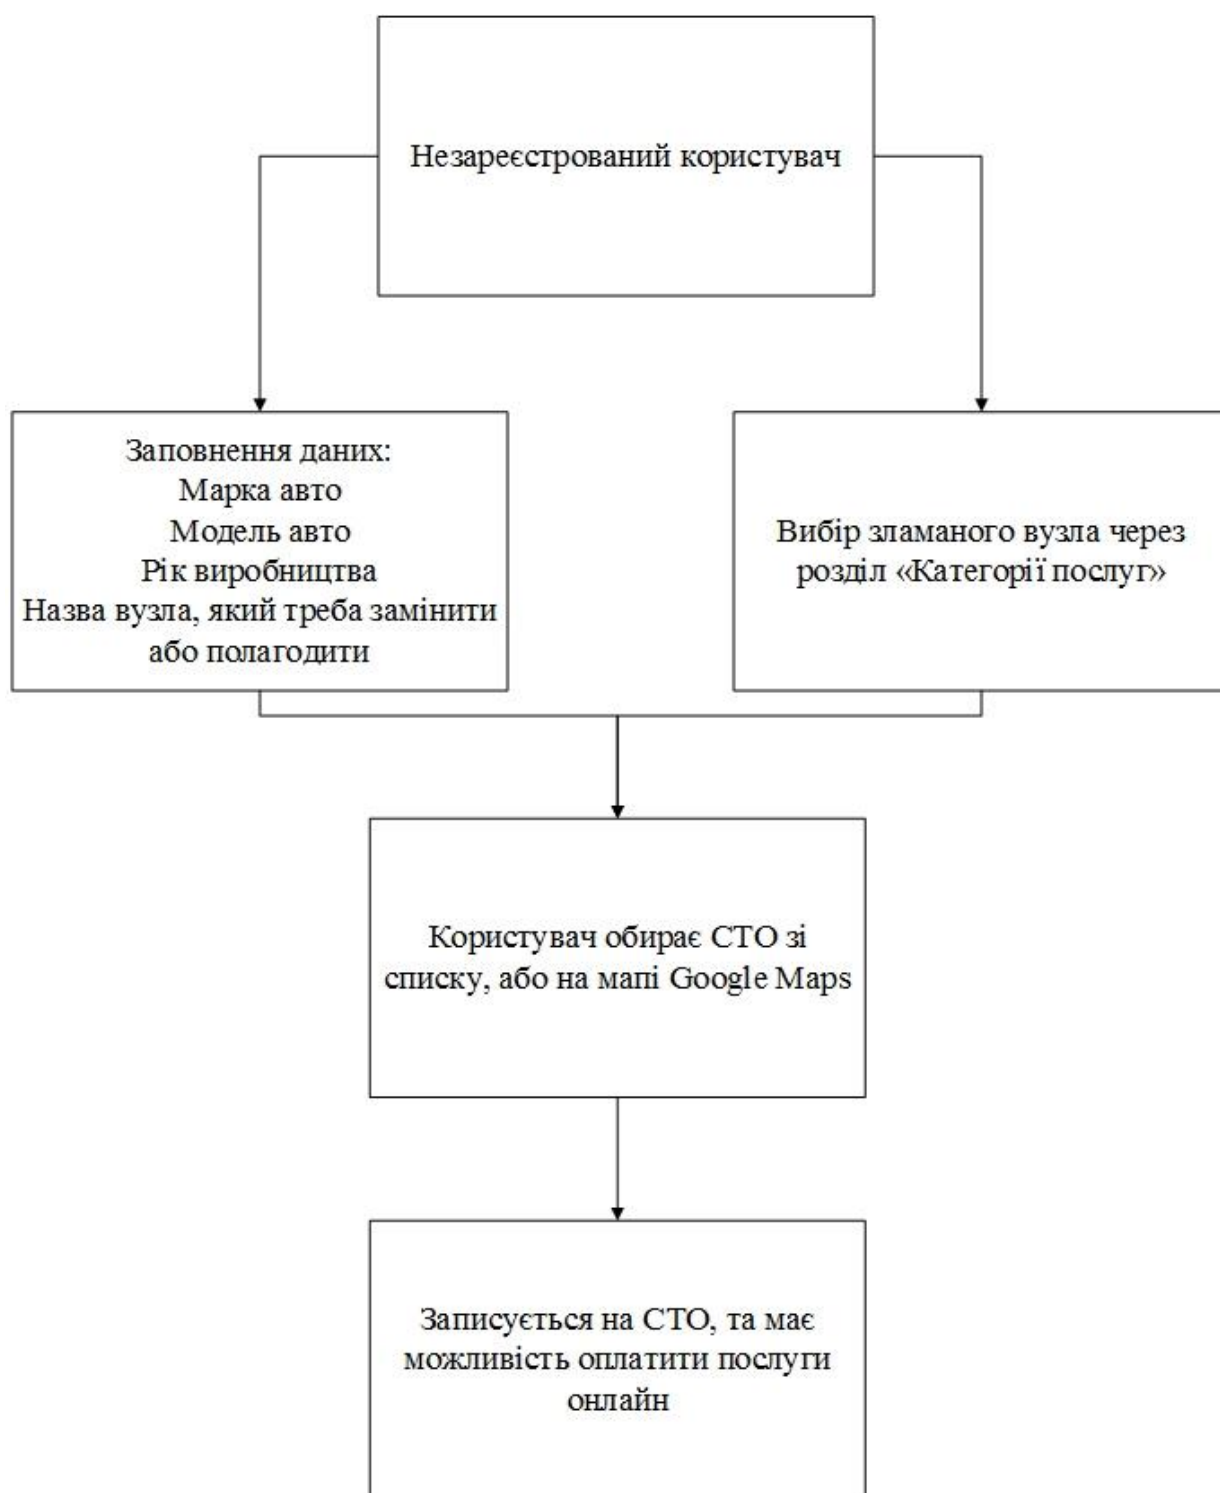 Незареєстрований користувач
Заповнення даних:
Марка авто
Модель авто
Рік виробництва
Назва вузла, який треба замінити
або полагодити
Вибір зламаного вузла через
розділ «Категорії послуг»
Користувач обирає СТО зі
списку, або на мапі Google Maps
Записується на СТО, та має
можливість оплатити послуги
онлайн